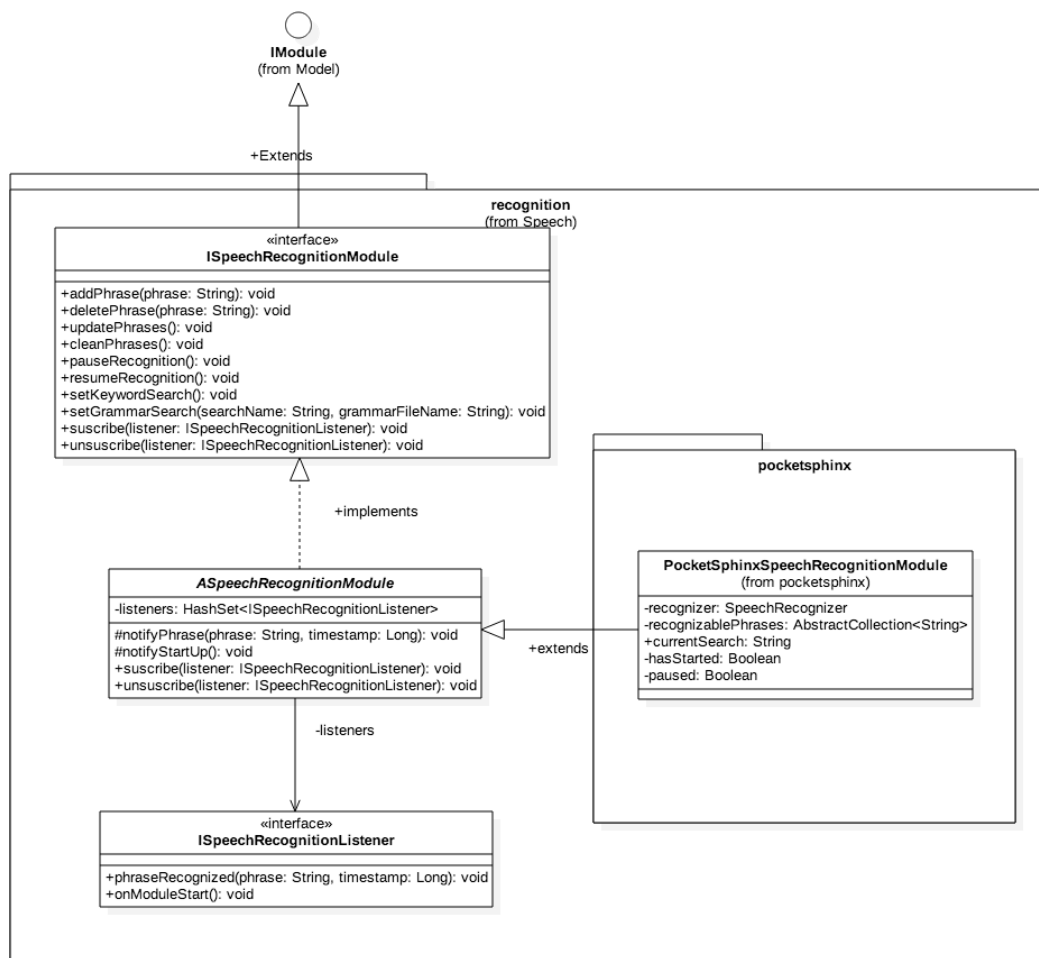 IModule
(from Model)
+Extends
recognition
(from Speech)
«interface»
ISpeechRecognitionModule
+addPhrase(phrase: String): void
+deletePhrase(phrase: String): void
+updatePhrases(): void
+cleanPhrases(): void
+pauseRecognition(): void
+resumeRecognition(): void
+setKeywordSearch(): void
+setGrammarSearch(searchName: String, grammarFileName: String): void
+suscribe(listener: ISpeechRecognitionListener): void
+unsuscribe(listener: ISpeechRecognitionListener): void
+implements
ASpeechRecognitionModule
-listeners: HashSet<ISpeechRecognitionListener>
#notifyPhrase(phrase: String, timestamp: Long): void
#notifyStartUp(): void
+suscribe(listener: ISpeechRecognitionListener): void
+unsuscribe(listener: ISpeechRecognitionListener): void
+extends
pocketsphinx
PocketSphinxSpeechRecognitionModule
(from pocketsphinx)
-recognizer: SpeechRecognizer
-recognizablePhrases: AbstractCollection<String>
+currentSearch: String
-hasStarted: Boolean
-paused: Boolean
-listeners
«interface»
ISpeechRecognitionListener
+phraseRecognized(phrase: String, timestamp: Long): void
+onModuleStart(): void